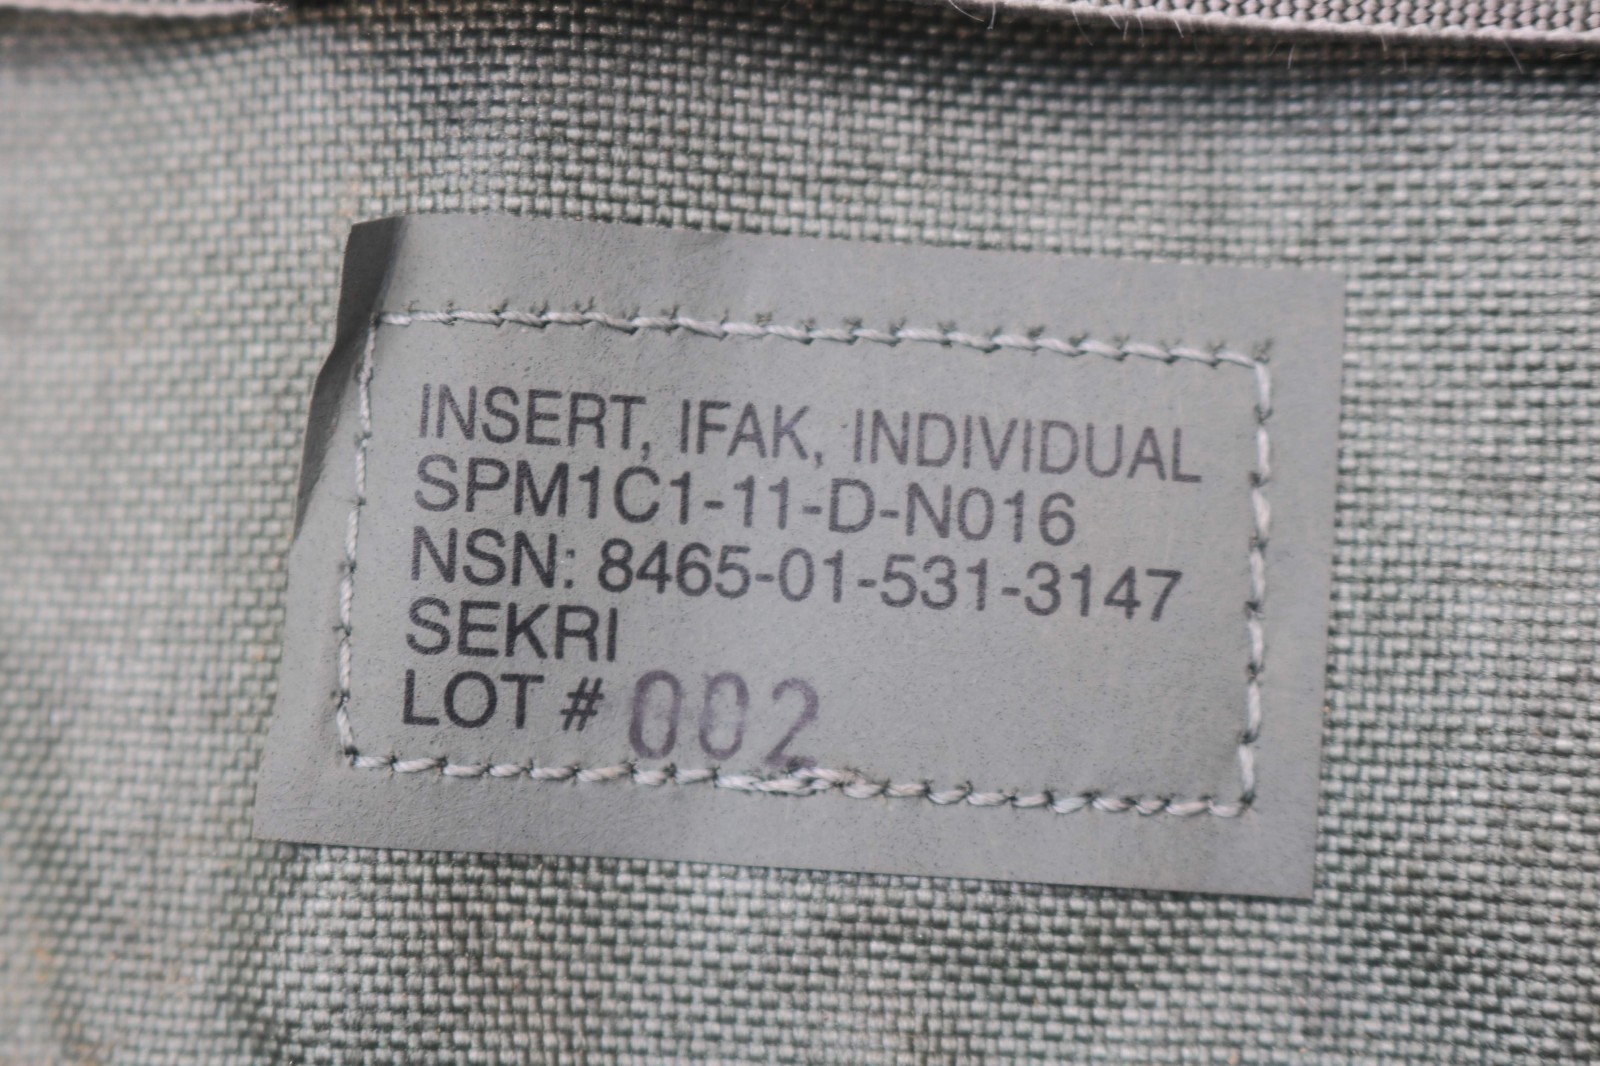 INSERT, IFAK, INDIVIDUAL
SPM1C1-11-D-N016
NSN: 8465-01-531-3147
SEKRI
LOT # 002